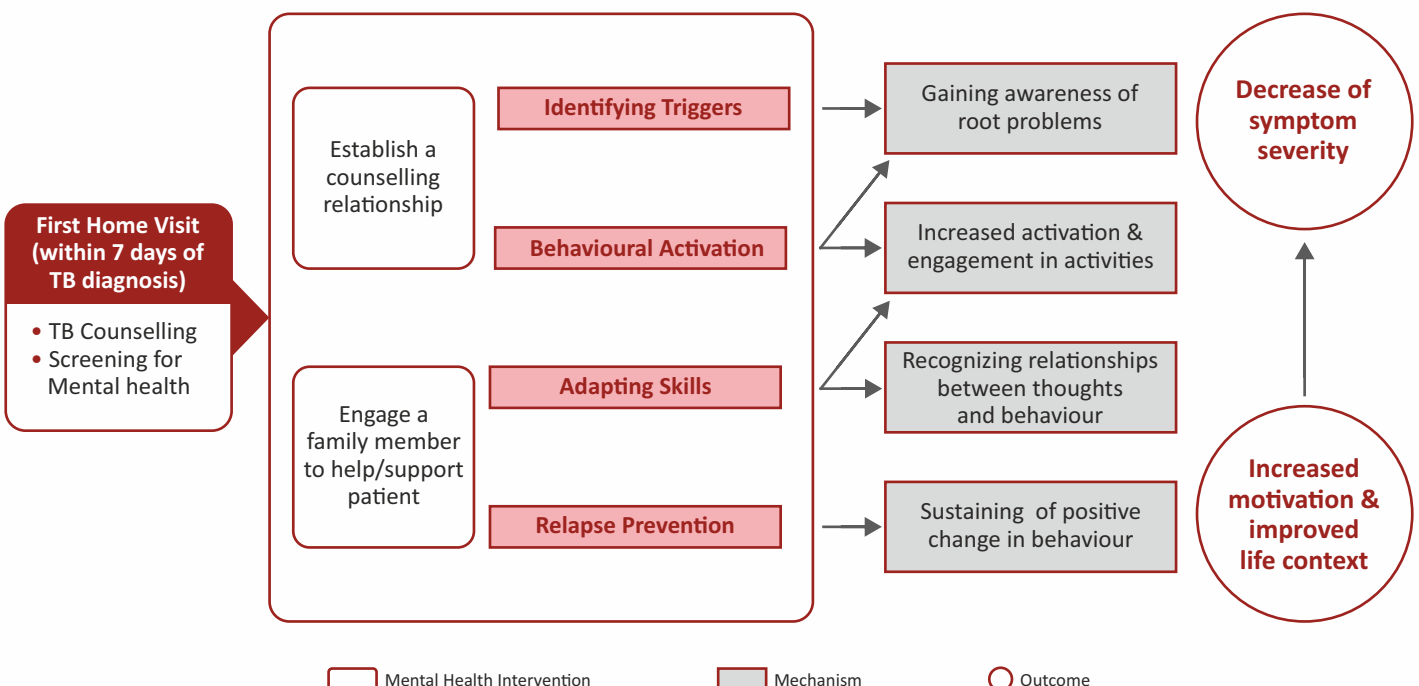 First Home Visit
(within 7 days of
TB diagnosis)
• TB Counselling
• Screening for
Mental health
Establish a
counselling
relationship
Engage a
family member
to help/support
patient
Identifying Triggers
Behavioural Activation
Adapting Skills
Relapse Prevention
Gaining awareness of
root problems
Increased activation &
engagement in activities
Recognizing relationships
between thoughts
and behaviour
Sustaining of positive
change in behaviour
Decrease of
symptom
severity
Increased
motivation &
improved
life context
Mental Health Intervention
Mechanism
Outcome